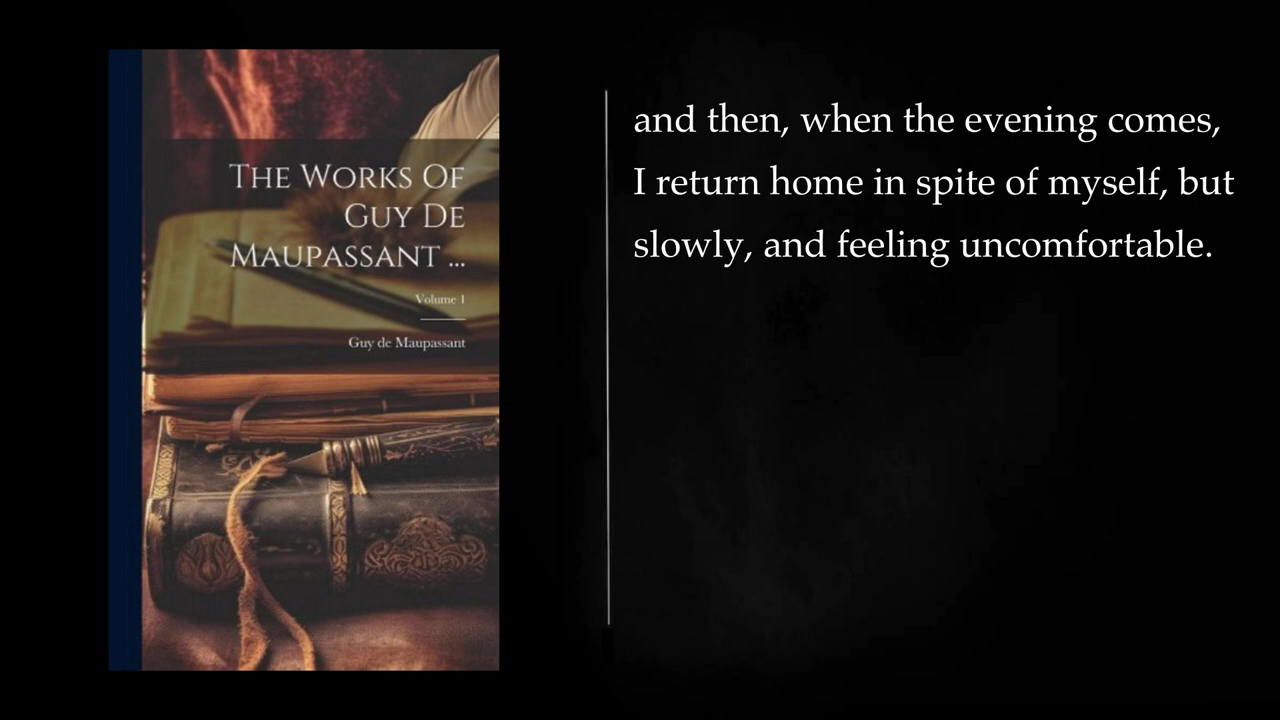 THE WORKS OF
GUY DE
MAUPASSANT ...
Volume 1
Guy de Maupassant
and then, when the evening comes,
I return home in spite of myself, but
slowly, and feeling uncomfortable.